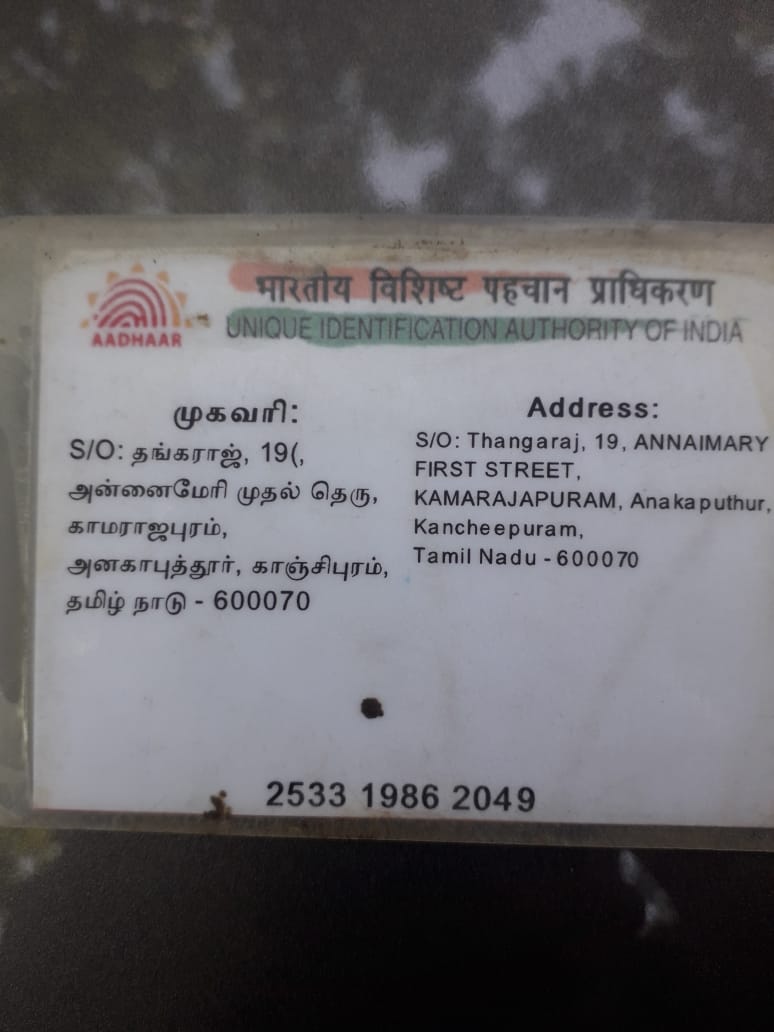 भारतीय विशिष्ट पहचान प्राधिकरण
AADHAAR
UNIQUE IDENTIFICATION AUTHORITY OF INDIA
முகவரி:
S/O: தங்கராஜ், 19(,
அன்னைமேரி முதல் தெரு,
காமராஜபுரம்,
அனகாபுத்தூர், காஞ்சிபுரம்,
தமிழ் நாடு - 600070
Address:
S/O: Thangaraj, 19, ANNAIMARY
FIRST STREET,
KAMARAJAPURAM, Anakaputhur,
Kancheepuram,
Tamil Nadu - 600070
2533 1986 2049